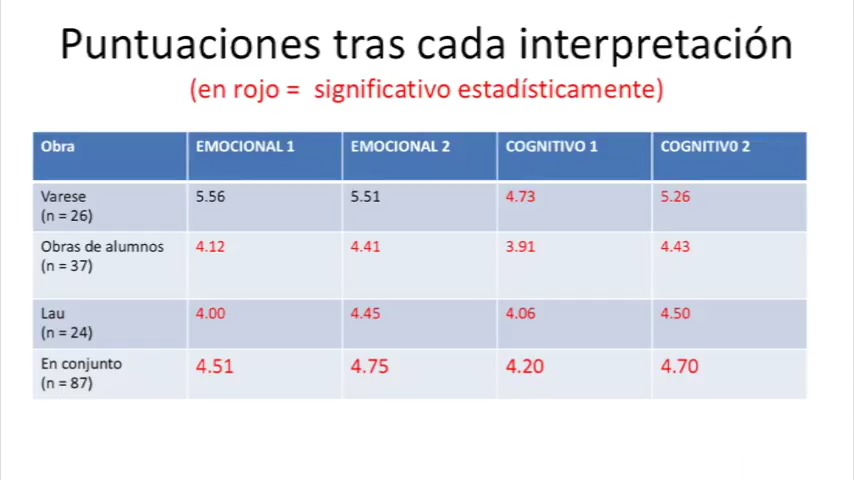 Puntuaciones tras cada interpretación
(en rojo = significativo estadísticamente)
Obra EMOCIONAL 1 EMOCIONAL 2 COGNITIVO 1 COGNITIV0 2
Varese 5.56 5.51 4.73 5.26
(n = 26)
Obras de alumnos 4.12 4.41 3.91 4.43
(n = 37)
Lau 4.00 4.45 4.06 4.50
(n = 24)
En conjunto 4.51 4.75 4.20 4.70
(n = 87)